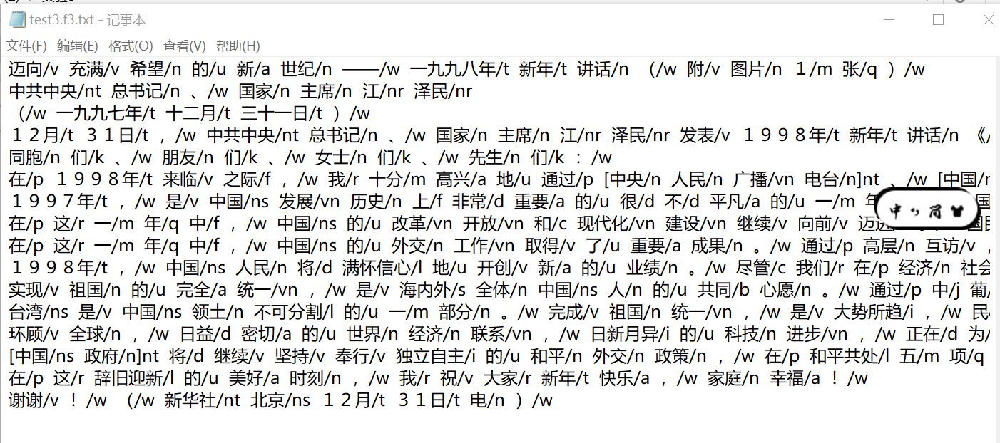 test3.f3.txt - 记事本
文件(F) 编辑(E) 格式(O) 查看(V) 帮助(H)
迈向/v 充满/v 希望/n 的/u 新/a 世纪/n ——/w 一九九八年/t 新年/t 讲话/n （/w 附/v 图片/n １/m 张/q ）/w
中共中央/nt 总书记/n 、/w 国家/n 主席/n 江/nr 泽民/nr
（/w 一九九七年/t 十二月/t 三十一日/t ）/w
１２月/t ３１日/t ，/w 中共中央/nt 总书记/n 、/w 国家/n 主席/n 江/nr 泽民/nr 发表/v １９９８年/t 新年/t 讲话/n 《/
同胞/n 们/k 、/w 朋友/n 们/k 、/w 女士/n 们/k 、/w 先生/n 们/k ：/w
在/p １９９８年/t 来临/v 之际/f ，/w 我/r 十分/m 高兴/a 地/u 通过/p [中央/n 人民/n 广播/vn 电台/n]nt 、/w [中国/n
１９９７年/t ，/w 是/v 中国/ns 发展/vn 历史/n 上/f 非常/d 重要/a 的/u 很/d 不/d 平凡/a 的/u 一/m 年
中 简
在/p 这/r 一/m 年/q 中/f ，/w 中国/ns 的/u 改革/vn 开放/vn 和/c 现代化/vn 建设/vn 继续/v 向前/v 迈进
在/p 这/r 一/m 年/q 中/f ，/w 中国/ns 的/u 外交/n 工作/vn 取得/v 了/u 重要/a 成果/n 。/w 通过/p 高层/n 互访/v ，
１９９８年/t ，/w 中国/ns 人民/n 将/d 满怀信心/l 地/u 开创/v 新/a 的/u 业绩/n 。/w 尽管/c 我们/r 在/p 经济/n 社会
实现/v 祖国/n 的/u 完全/a 统一/vn ，/w 是/v 海内外/s 全体/n 中国/ns 人/n 的/u 共同/b 心愿/n 。/w 通过/p 中/j 葡/
台湾/ns 是/v 中国/ns 领土/n 不可分割/l 的/u 一/m 部分/n 。/w 完成/v 祖国/n 统一/vn ，/w 是/v 大势所趋/i ，/w 民
环顾/v 全球/n ，/w 日益/d 密切/a 的/u 世界/n 经济/n 联系/vn ，/w 日新月异/i 的/u 科技/n 进步/vn ，/w 正在/d 为/
[中国/ns 政府/n]nt 将/d 继续/v 坚持/v 奉行/v 独立自主/i 的/u 和平/n 外交/n 政策/n ，/w 在/p 和平共处/l 五/m 项/q
在/p 这/r 辞旧迎新/l 的/u 美好/a 时刻/n ，/w 我/r 祝/v 大家/r 新年/t 快乐/a ，/w 家庭/n 幸福/a ！/w
谢谢/v ！/w （/w 新华社/nt 北京/ns １２月/t ３１日/t 电/n ）/w